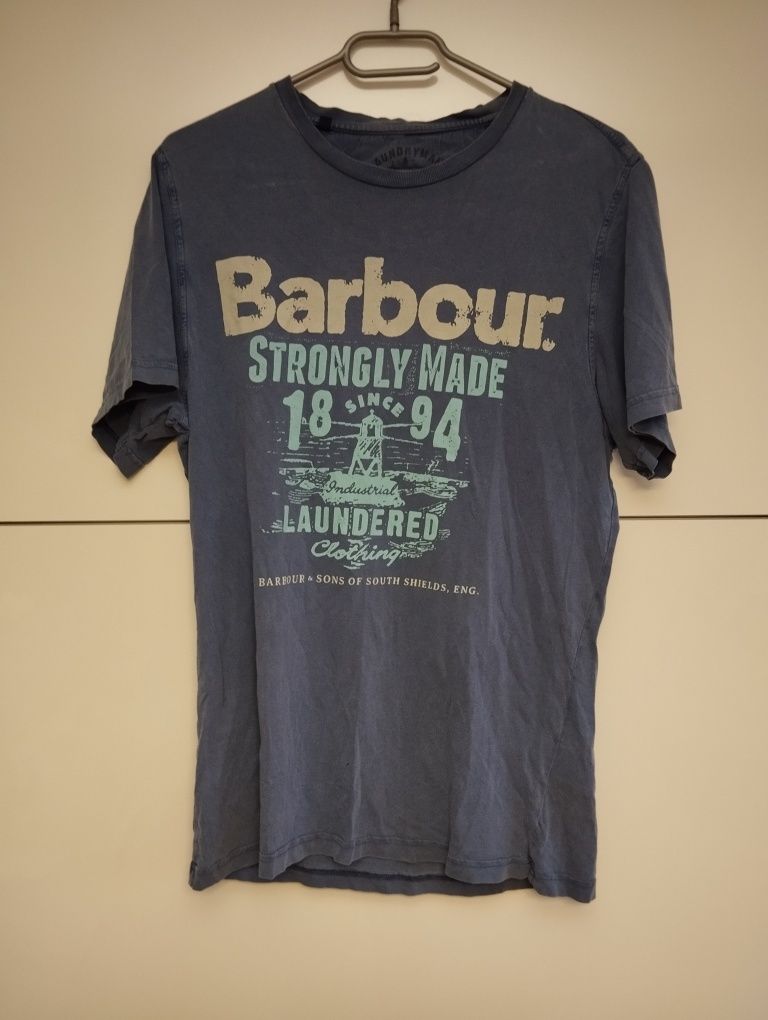 Barbour.
STRONGLY MADE
18 SINCE 94
Industrial
LAUNDERED
Clothing
BARBOUR & SONS OF SOUTH SHIELDS, ENG.